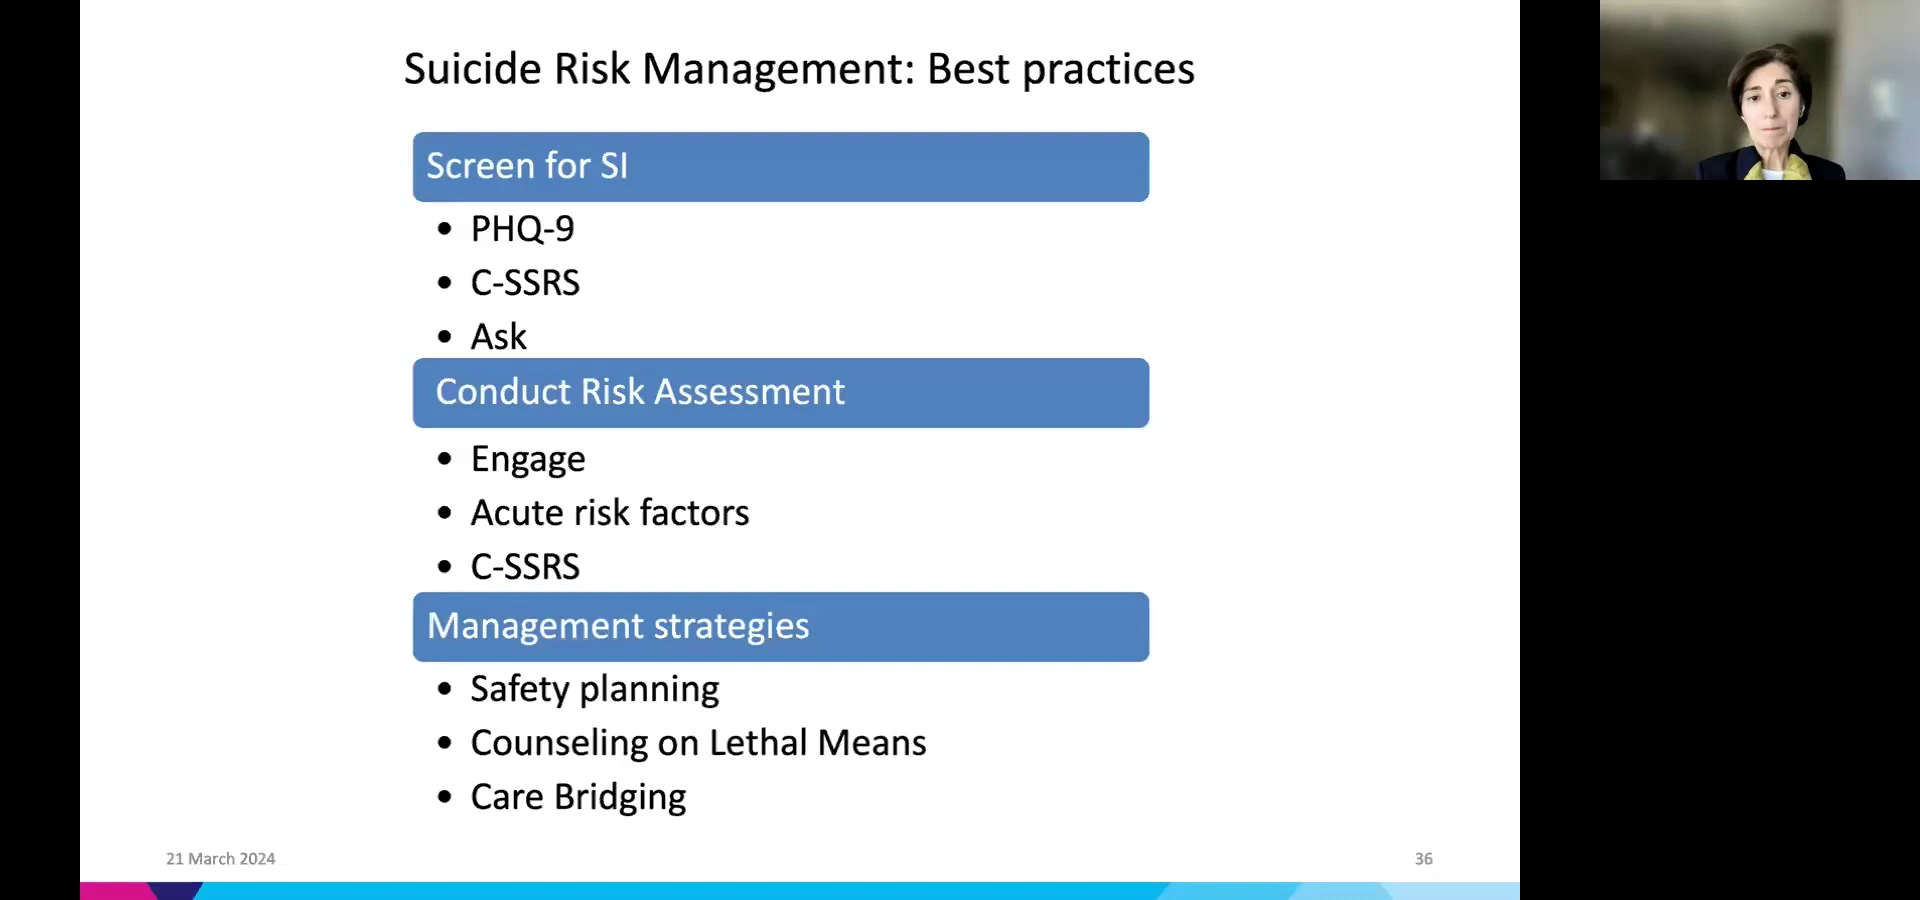 Suicide Risk Management: Best practices
Screen for SI
• PHQ-9
• C-SSRS
• Ask
Conduct Risk Assessment
• Engage
• Acute risk factors
• C-SSRS
Management strategies
• Safety planning
• Counseling on Lethal Means
• Care Bridging
21 March 2024
36